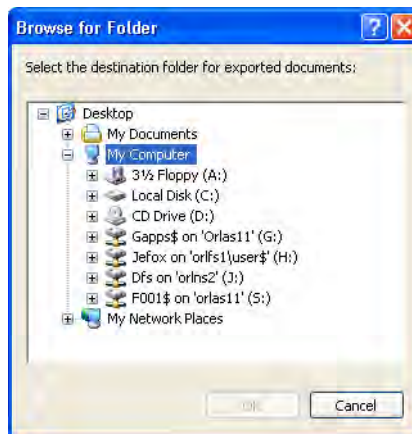 Browse for Folder
Select the destination folder for exported documents:
Desktop
My Documents
My Computer
3½ Floppy (A:)
Local Disk (C:)
CD Drive (D:)
Gapps$ on 'Orlas11' (G:)
Jefox on 'orlfs1\user$' (H:)
Dfs on 'orlns2' (J:)
F001$ on 'orlas11' (S:)
My Network Places
OK Cancel